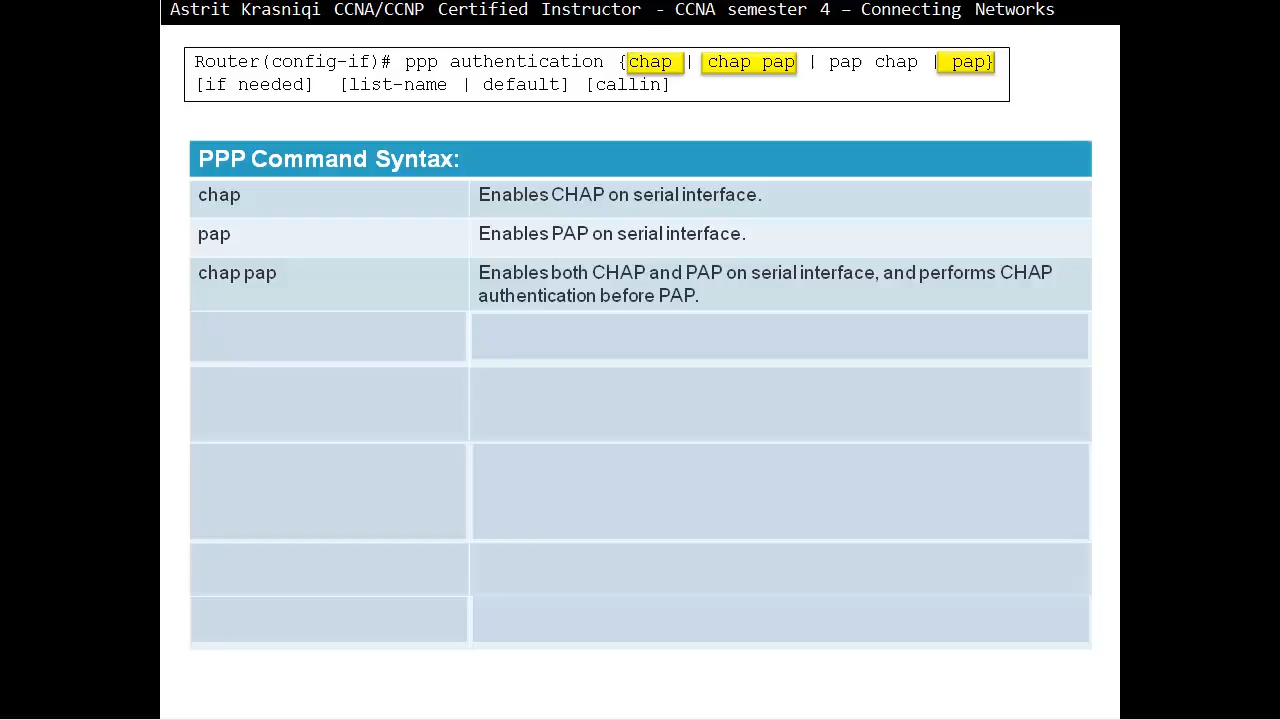 Astrit Krasniqi CCNA/CCNP Certified Instructor - CCNA semester 4 – Connecting Networks
Router(config-if)# ppp authentication {chap | chap pap | pap chap | pap}
[if needed] [list-name | default] [callin]
PPP Command Syntax:
chap
Enables CHAP on serial interface.
pap
Enables PAP on serial interface.
chap pap
Enables both CHAP and PAP on serial interface, and performs CHAP
authentication before PAP.